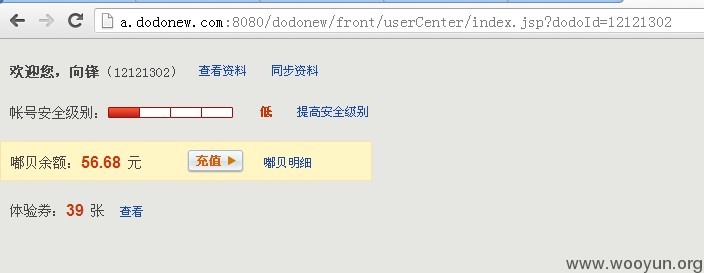 a.dodonew.com:8080/dodonew/front/userCenter/index.jsp?dodoId=12121302
欢迎您，向锋（12121302） 查看资料 同步资料
帐号安全级别： 低 提高安全级别
嘟贝余额：56.68 元 充值 嘟贝明细
体验券：39 张 查看
www.wooyun.org